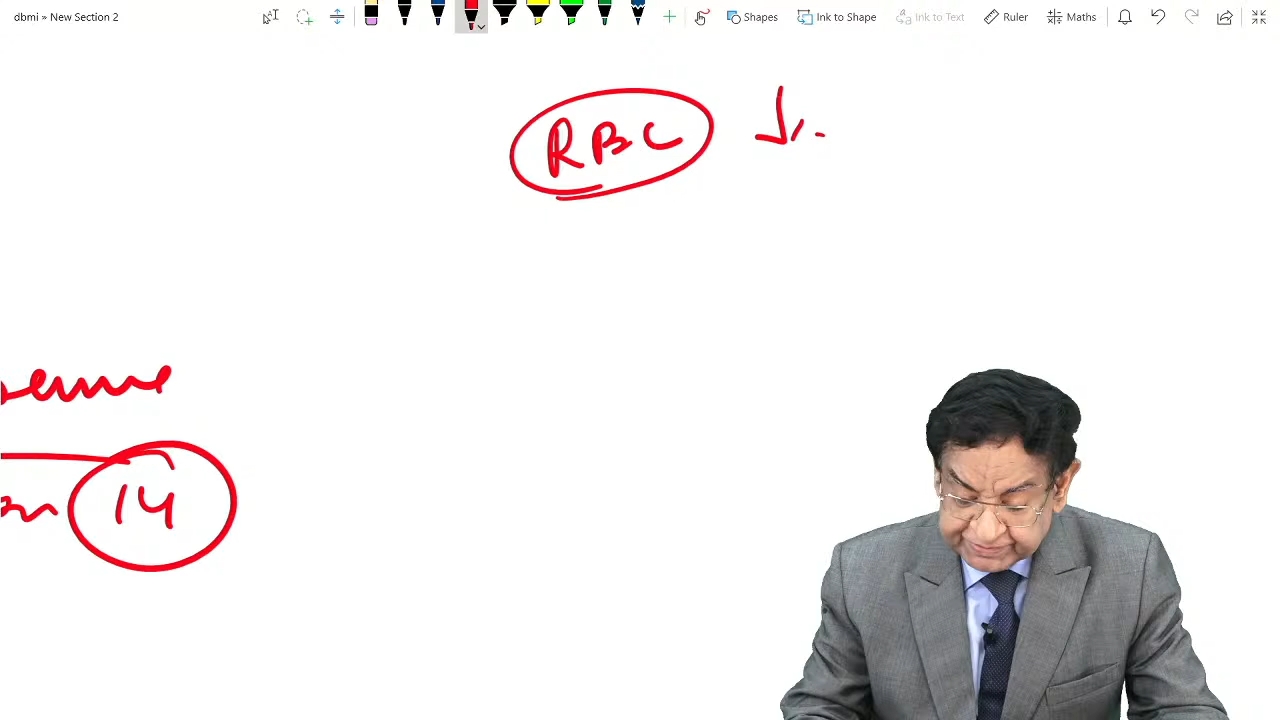 dbmi » New Section 2
Shapes
Ink to Shape
Ink to Text
Ruler
Maths
RBC
14